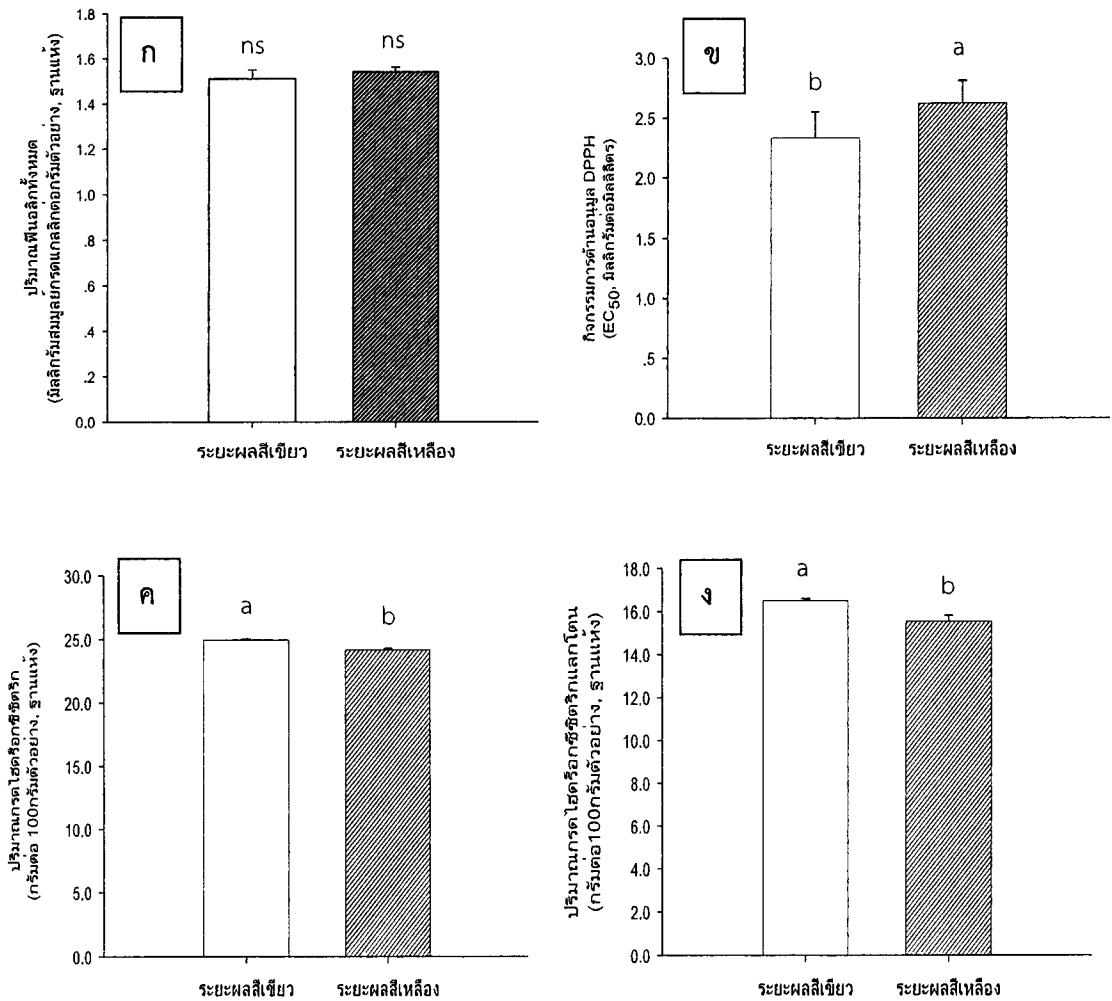 ก
ns
ns
1.8
1.6
1.4
1.2
1.0
.8
.6
.4
.2
0.0
ปริมาณฟีนอลิกทั้งหมด
(มิลลิกรัมสมมูลย์กรดแกลลิกต่อกรัมตัวอย่าง, ฐานแห้ง)
ระยะผลสีเขียว ระยะผลสีเหลือง
ข
b
a
3.0
2.5
2.0
1.5
1.0
.5
0.0
กิจกรรมการต้านอนุมูล DPPH
(EC50, มิลลิกรัมต่อมิลลิลิตร)
ระยะผลสีเขียว ระยะผลสีเหลือง
ค
a
b
30.0
25.0
20.0
15.0
10.0
5.0
0.0
ปริมาณกรดไฮดร็อกซีซิตริก
(กรัมต่อ 100กรัมตัวอย่าง, ฐานแห้ง)
ระยะผลสีเขียว ระยะผลสีเหลือง
ง
a
b
18.0
16.0
14.0
12.0
10.0
8.0
6.0
4.0
2.0
0.0
ปริมาณกรดไฮดร็อกซีซิตริกแลกโตน
(กรัมต่อ100กรัมตัวอย่าง, ฐานแห้ง)
ระยะผลสีเขียว ระยะผลสีเหลือง